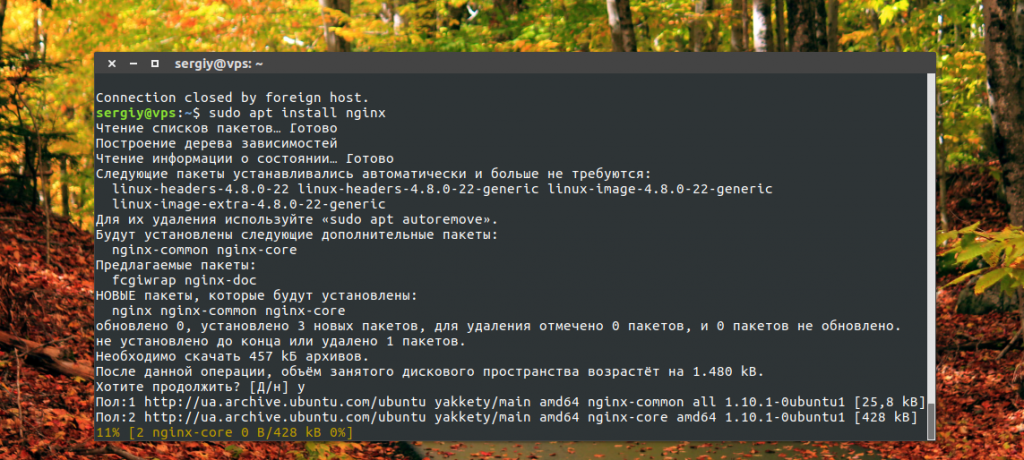 sergiy@vps: ~
Connection closed by foreign host.
sergiy@vps:~$ sudo apt install nginx
Чтение списков пакетов… Готово
Построение дерева зависимостей
Чтение информации о состоянии… Готово
Следующие пакеты устанавливались автоматически и больше не требуются:
linux-headers-4.8.0-22 linux-headers-4.8.0-22-generic linux-image-4.8.0-22-generic
linux-image-extra-4.8.0-22-generic
Для их удаления используйте «sudo apt autoremove».
Будут установлены следующие дополнительные пакеты:
nginx-common nginx-core
Предлагаемые пакеты:
fcgiwrap nginx-doc
НОВЫЕ пакеты, которые будут установлены:
nginx nginx-common nginx-core
обновлено 0, установлено 3 новых пакетов, для удаления отмечено 0 пакетов, и 0 пакетов не обновлено.
не установлено до конца или удалено 1 пакетов.
Необходимо скачать 457 kБ архивов.
После данной операции, объём занятого дискового пространства возрастёт на 1.480 kB.
Хотите продолжить? [Д/н] y
Пол:1 http://ua.archive.ubuntu.com/ubuntu yakkety/main amd64 nginx-common all 1.10.1-0ubuntu1 [25,8 kB]
Пол:2 http://ua.archive.ubuntu.com/ubuntu yakkety/main amd64 nginx-core amd64 1.10.1-0ubuntu1 [428 kB]
11% [2 nginx-core 0 B/428 kB 0%]